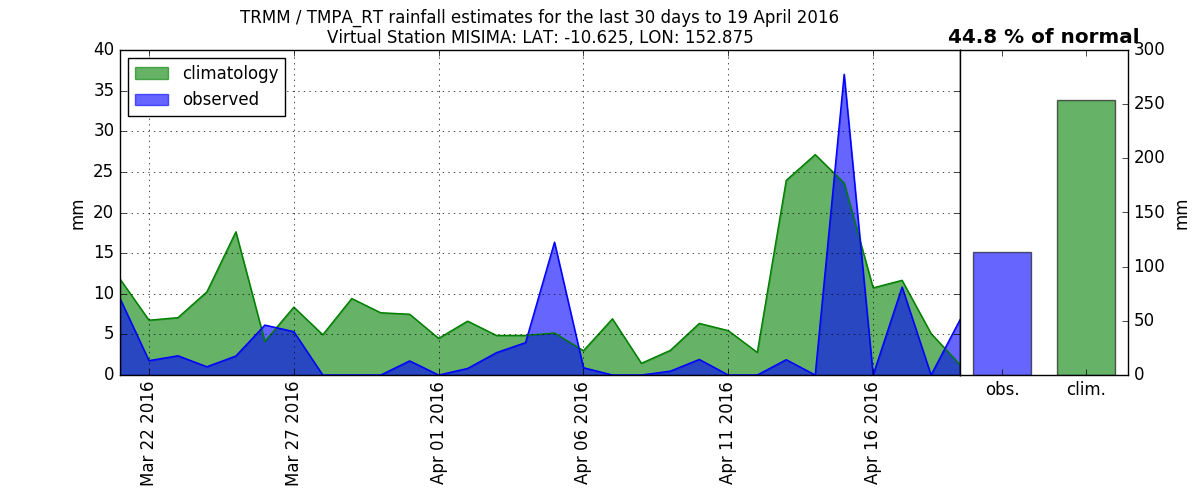 TRMM / TMPA_RT rainfall estimates for the last 30 days to 19 April 2016
Virtual Station MISIMA: LAT: -10.625, LON: 152.875
44.8 % of normal
climatology
observed
40
35
30
25
20
15
10
5
0
mm
Mar 22 2016
Mar 27 2016
Apr 01 2016
Apr 06 2016
Apr 11 2016
Apr 16 2016
300
250
200
150
100
50
0
mm
obs.
clim.